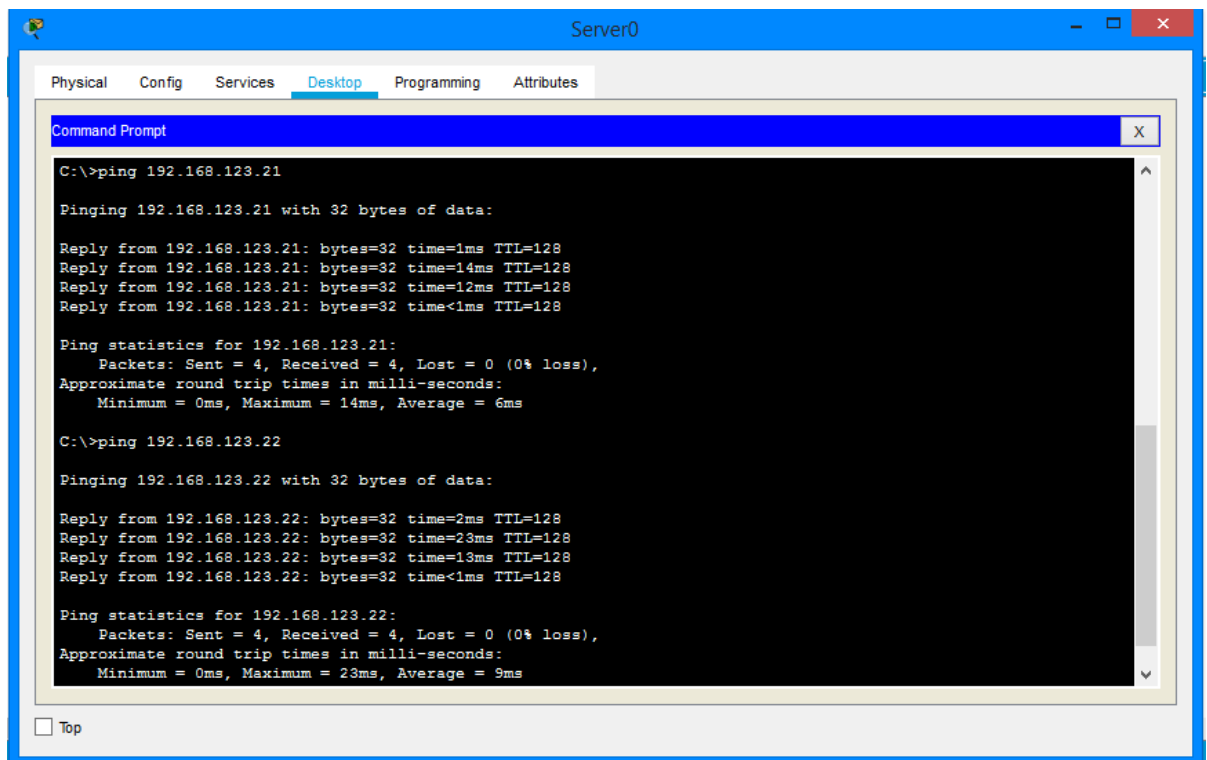 Server0
Physical Config Services Desktop Programming Attributes
Command Prompt X
C:\>ping 192.168.123.21
Pinging 192.168.123.21 with 32 bytes of data:
Reply from 192.168.123.21: bytes=32 time=1ms TTL=128
Reply from 192.168.123.21: bytes=32 time=14ms TTL=128
Reply from 192.168.123.21: bytes=32 time=12ms TTL=128
Reply from 192.168.123.21: bytes=32 time<1ms TTL=128
Ping statistics for 192.168.123.21:
Packets: Sent = 4, Received = 4, Lost = 0 (0% loss),
Approximate round trip times in milli-seconds:
Minimum = 0ms, Maximum = 14ms, Average = 6ms
C:\>ping 192.168.123.22
Pinging 192.168.123.22 with 32 bytes of data:
Reply from 192.168.123.22: bytes=32 time=2ms TTL=128
Reply from 192.168.123.22: bytes=32 time=23ms TTL=128
Reply from 192.168.123.22: bytes=32 time=13ms TTL=128
Reply from 192.168.123.22: bytes=32 time<1ms TTL=128
Ping statistics for 192.168.123.22:
Packets: Sent = 4, Received = 4, Lost = 0 (0% loss),
Approximate round trip times in milli-seconds:
Minimum = 0ms, Maximum = 23ms, Average = 9ms
Top